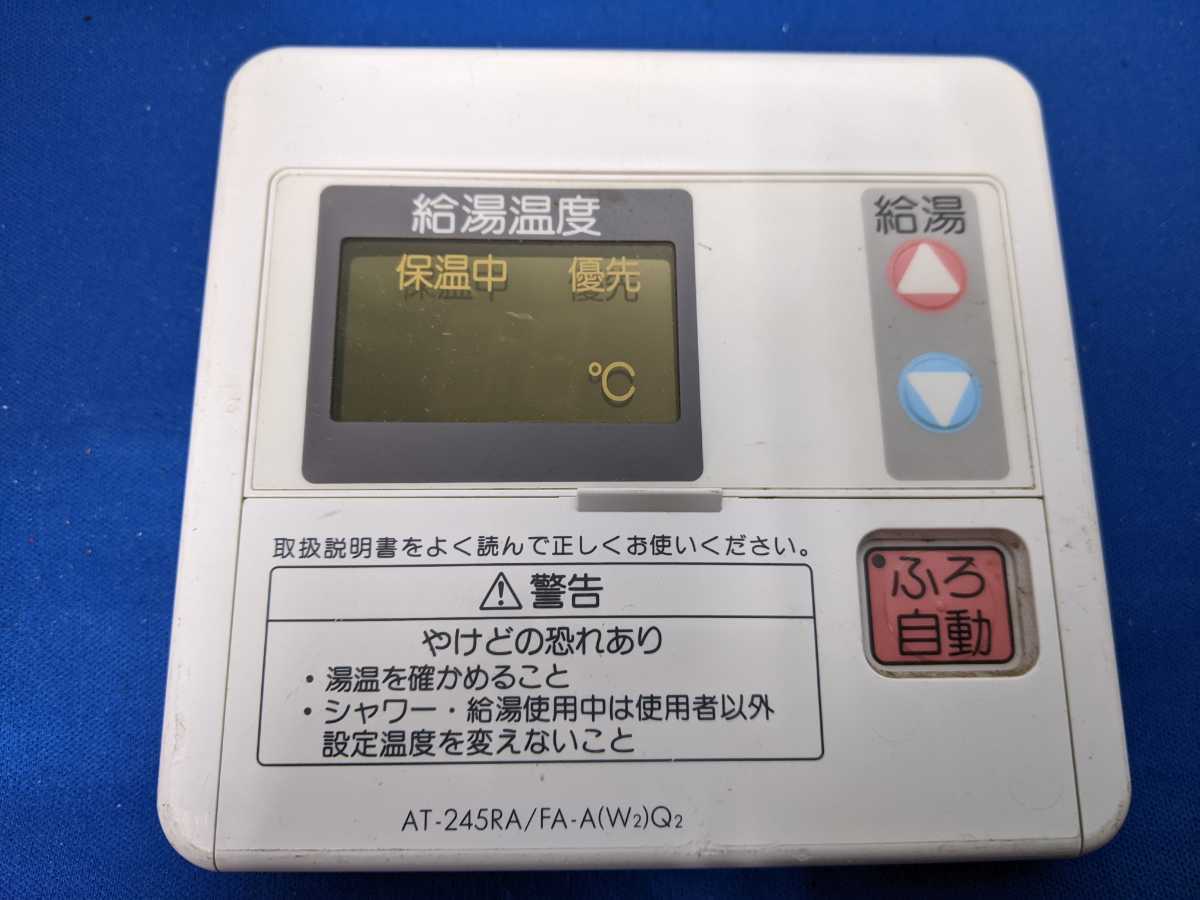 給湯温度
給湯
保温中 優先
℃
取扱説明書をよく読んで正しくお使いください。
警告
やけどの恐れあり
・湯温を確かめること
・シャワー・給湯使用中は使用者以外
設定温度を変えないこと
ふろ
自動
AT-245RA/FA-A(W2)Q2